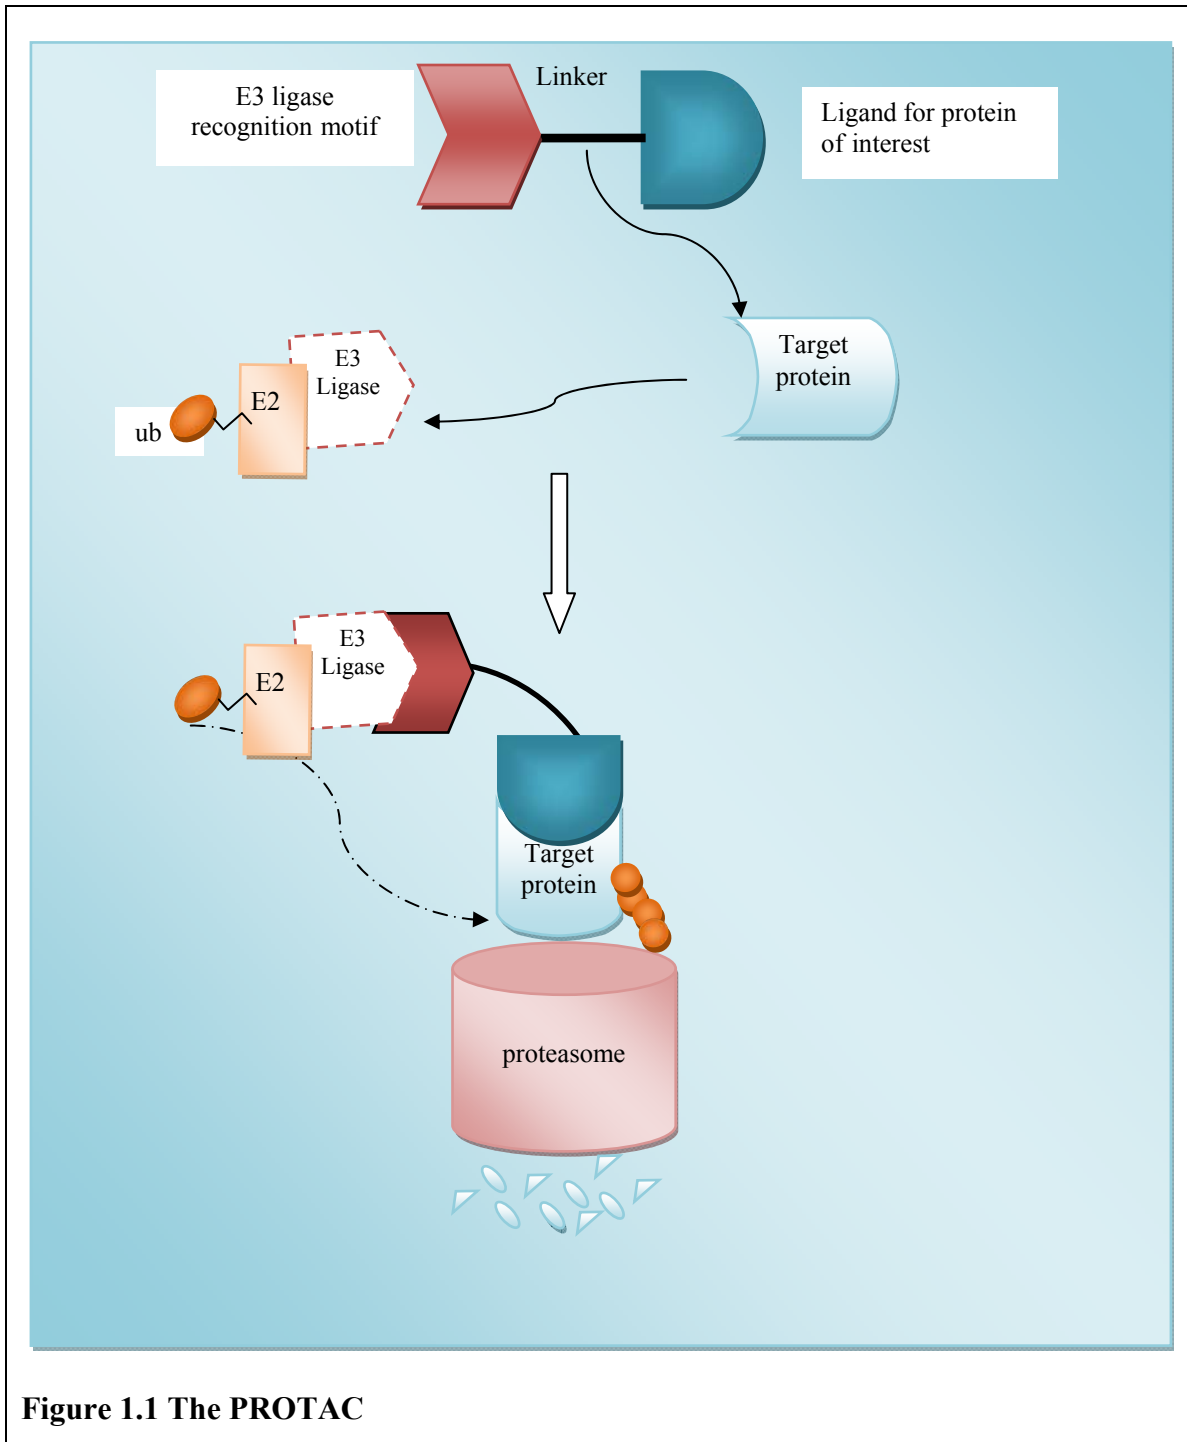 Linker
E3 ligase
recognition motif
Ligand for protein
of interest
Target
protein
E3
Ligase
E2
ub
E3
Ligase
E2
Target
protein
proteasome
Figure 1.1 The PROTAC